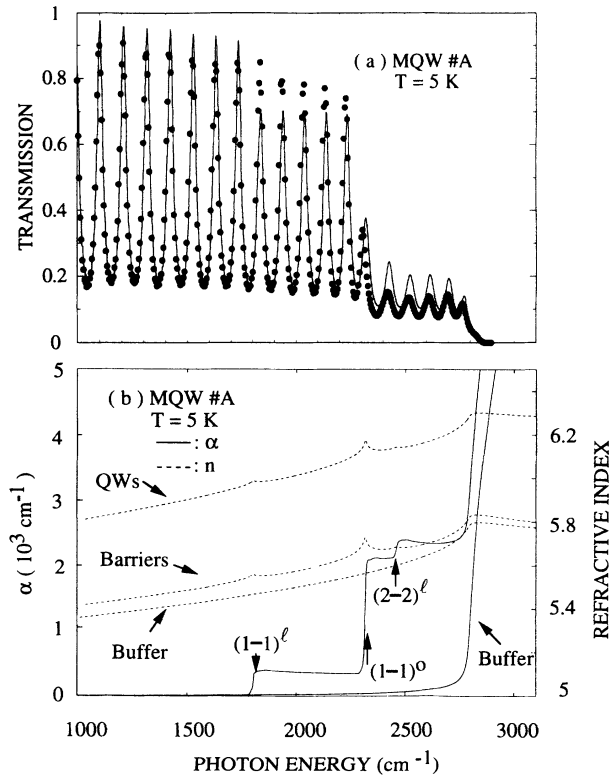 1
0.8
0.6
0.4
0.2
0
TRANSMISSION
( a ) MQW #A
T = 5 K
5
4
3
2
1
0
α ( 10³ cm⁻¹ )
( b ) MQW #A
T = 5 K
—: α
----: n
QWs
Barriers
Buffer
(1−1)ℓ
(2−2)ℓ
(1−1)o
Buffer
6.2
5.8
5.4
5
REFRACTIVE INDEX
1000 1500 2000 2500 3000
PHOTON ENERGY (cm⁻¹)